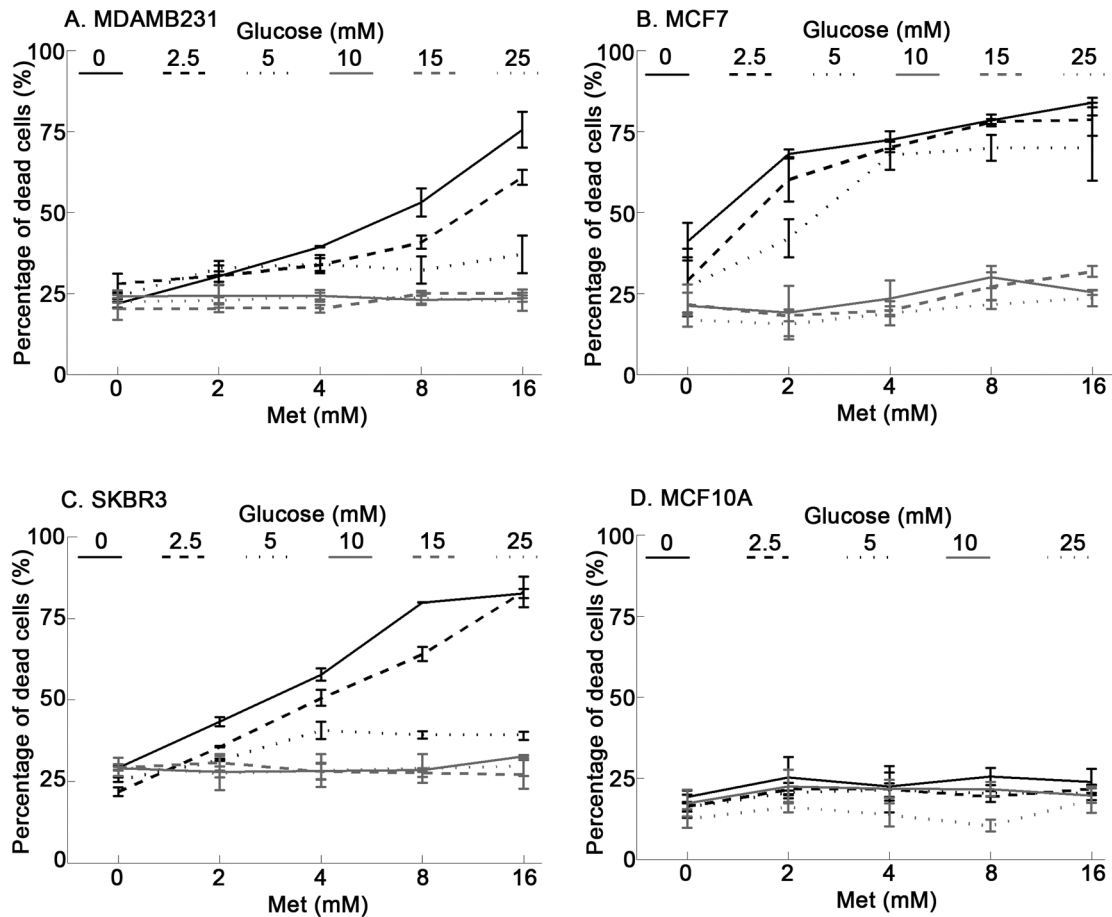 A. MDAMB231
Glucose (mM)
0 2.5 5 10 15 25
Percentage of dead cells (%)
100
75
50
25
0
0 2 4 8 16
Met (mM)
B. MCF7
Glucose (mM)
0 2.5 5 10 15 25
Percentage of dead cells (%)
100
75
50
25
0
0 2 4 8 16
Met (mM)
C. SKBR3
Glucose (mM)
0 2.5 5 10 15 25
Percentage of dead cells (%)
100
75
50
25
0
0 2 4 8 16
Met (mM)
D. MCF10A
Glucose (mM)
0 2.5 5 10 25
Percentage of dead cells (%)
100
75
50
25
0
0 2 4 8 16
Met (mM)